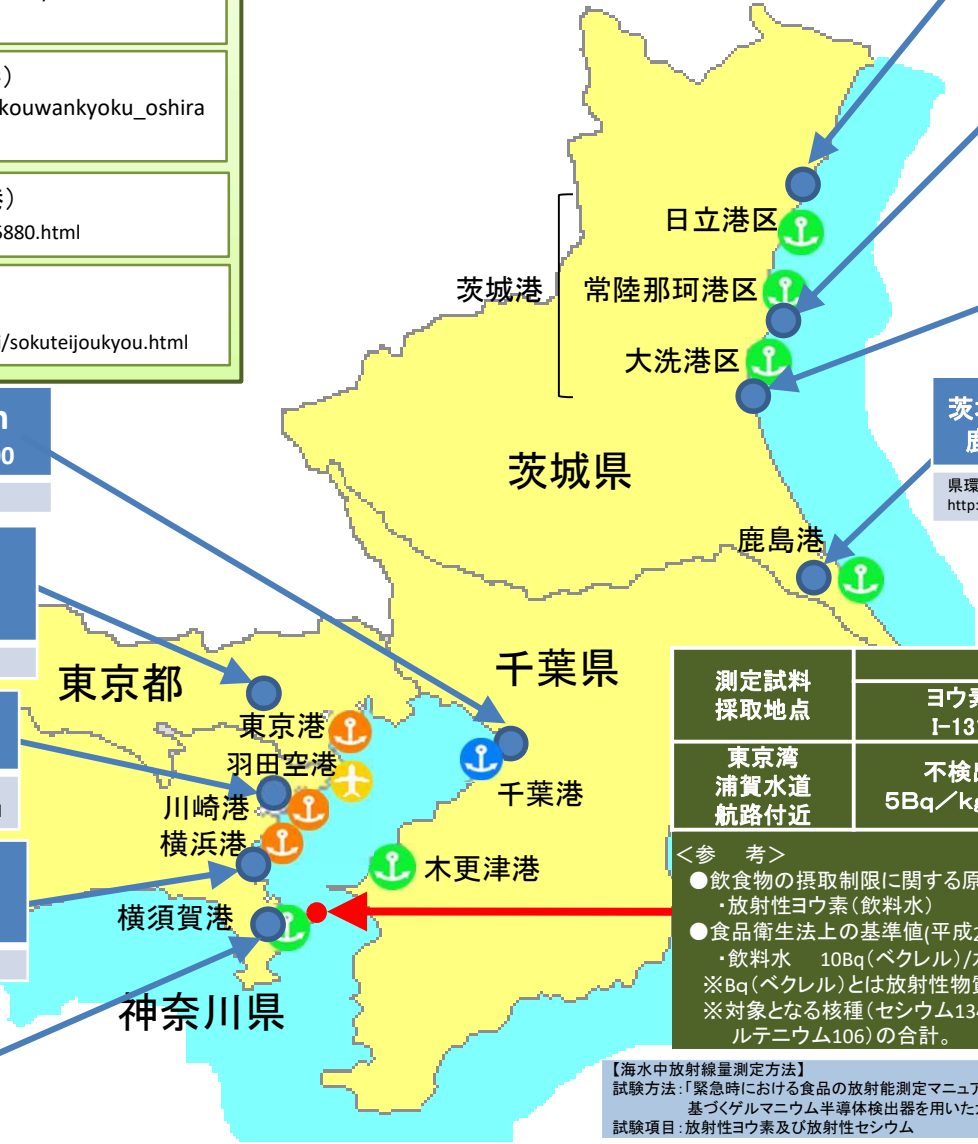 kouwankyoku_oshira
5880.html
i/sokuteijoukyou.html
00
日立港区
茨城港
常陸那珂港区
大洗港区
茨城県
鹿島港
県環
http:
東京都
千葉県
東京港
羽田空港
川崎港
千葉港
横浜港
木更津港
横須賀港
神奈川県
測定試料
採取地点
ヨウ素
I-131
東京湾
浦賀水道
航路付近
不検出
5Bq/kg
<参 考>
●飲食物の摂取制限に関する原
・放射性ヨウ素(飲料水)
●食品衛生法上の基準値(平成2
・飲料水 10Bq(ベクレル)/
※Bq(ベクレル)とは放射性物質
※対象となる核種(セシウム134
ルテニウム106)の合計。
【海水中放射線量測定方法】
試験方法:「緊急時における食品の放射能測定マニュア
基づくゲルマニウム半導体検出器を用いた
試験項目:放射性ヨウ素及び放射性セシウム